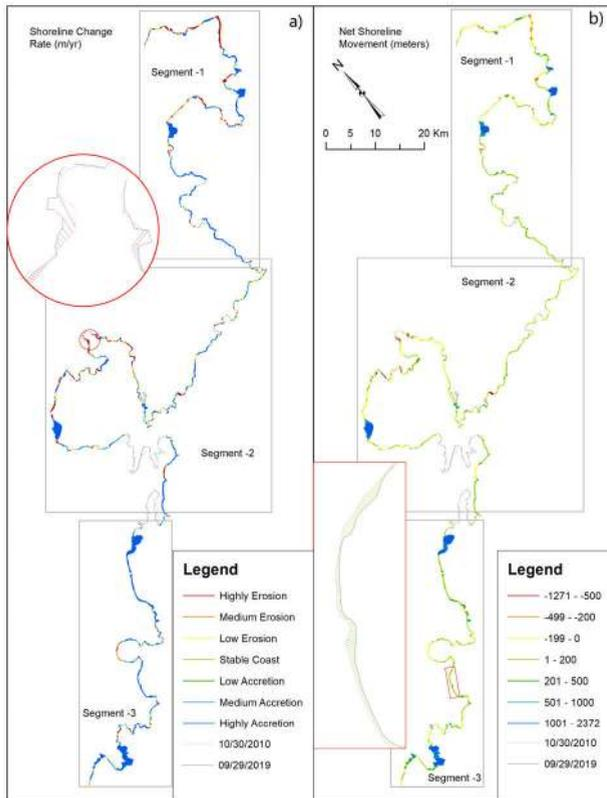 Shoreline Change
Rate (m/yr)
a)
Segment -1
Segment -2
Segment -3
Legend
Highly Erosion
Medium Erosion
Low Erosion
Stable Coast
Low Accretion
Medium Accretion
Highly Accretion
10/30/2010
09/29/2019
Net Shoreline
Movement (meters)
b)
N
0 5 10 20 Km
Segment -1
Segment -2
Segment -3
Legend
-1271 - -500
-499 - -200
-199 - 0
1 - 200
201 - 500
501 - 1000
1001 - 2372
10/30/2010
09/29/2019